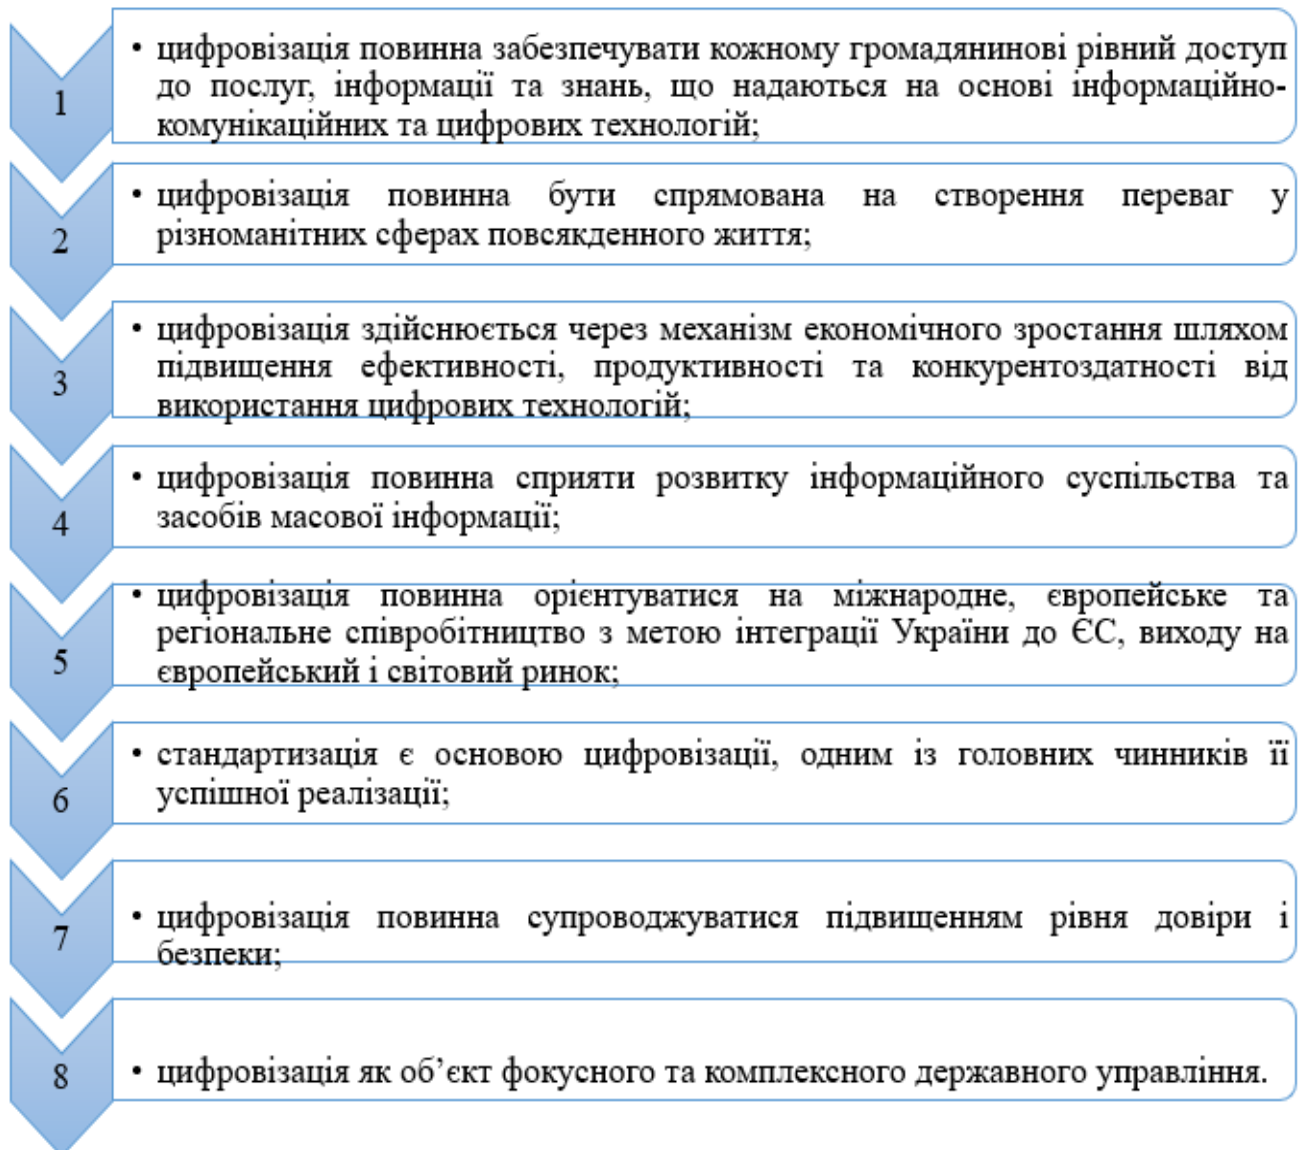 1
• цифровізація повинна забезпечувати кожному громадянинові рівний доступ
до послуг, інформації та знань, що надаються на основі інформаційно-
комунікаційних та цифрових технологій;
2
• цифровізація повинна бути спрямована на створення переваг у
різноманітних сферах повсякденного життя;
3
• цифровізація здійснюється через механізм економічного зростання шляхом
підвищення ефективності, продуктивності та конкурентоздатності від
використання цифрових технологій;
4
• цифровізація повинна сприяти розвитку інформаційного суспільства та
засобів масової інформації;
5
• цифровізація повинна орієнтуватися на міжнародне, європейське та
регіональне співробітництво з метою інтеграції України до ЄС, виходу на
європейський і світовий ринок;
6
• стандартизація є основою цифровізації, одним із головних чинників її
успішної реалізації;
7
• цифровізація повинна супроводжуватися підвищенням рівня довіри і
безпеки;
8
• цифровізація як об’єкт фокусного та комплексного державного управління.